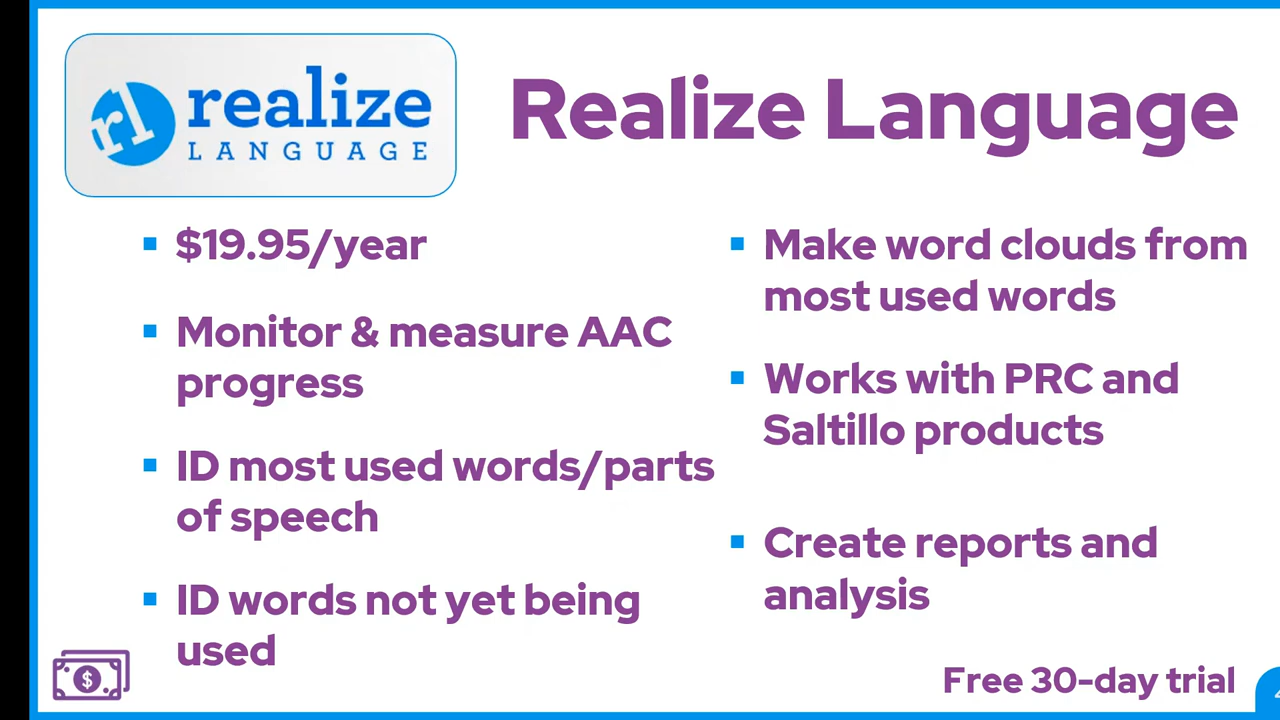 rl realize
LANGUAGE
Realize Language
▪ $19.95/year
▪ Monitor & measure AAC
progress
▪ ID most used words/parts
of speech
▪ ID words not yet being
used
▪ Make word clouds from
most used words
▪ Works with PRC and
Saltillo products
▪ Create reports and
analysis
$
Free 30-day trial